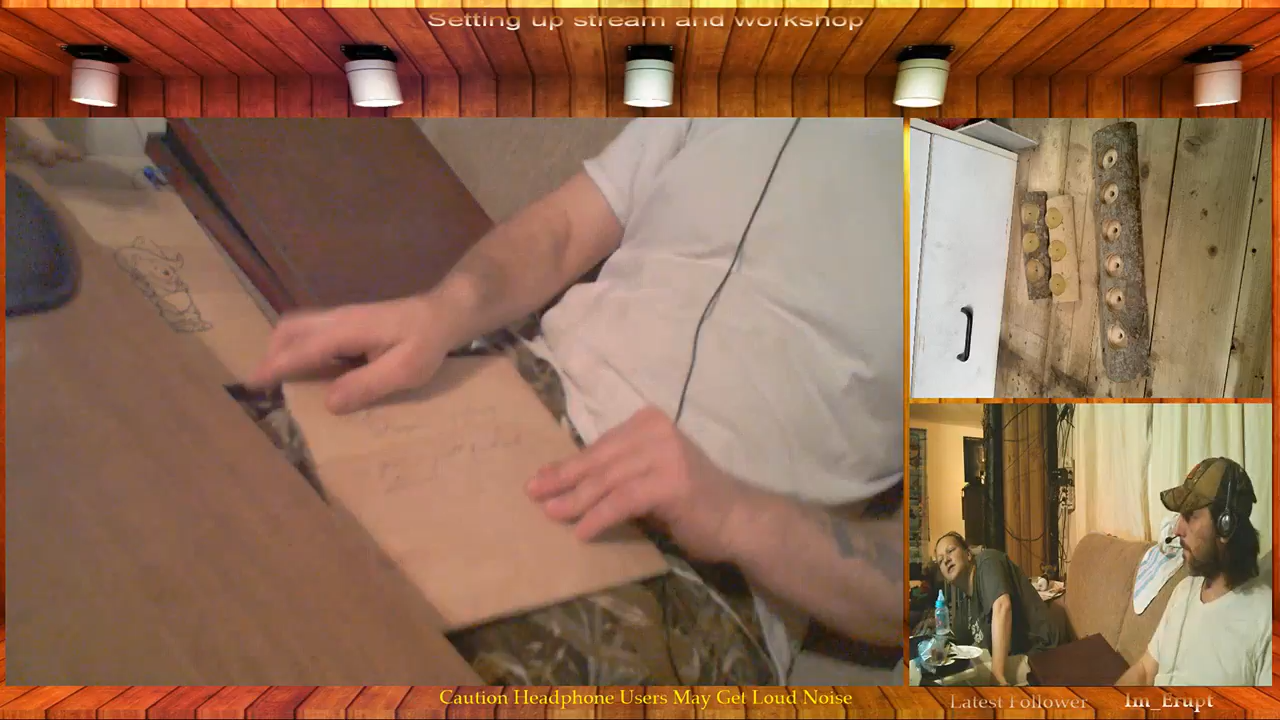 Setting up stream and workshop
Caution Headphone Users May Get Loud Noise
Latest Follower Im_Erupt